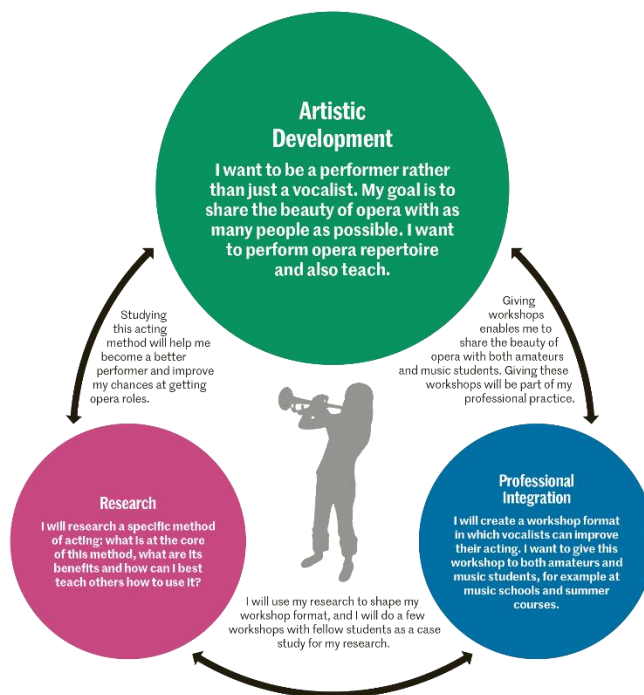 Artistic
Development
I want to be a performer rather
than just a vocalist. My goal is to
share the beauty of opera with as
many people as possible. I want
to perform opera repertoire
and also teach.
Studying
this acting
method will help me
become a better
performer and improve
my chances at getting
opera roles.
Giving
workshops
enables me to
share the beauty of
opera with both amateurs
and music students. Giving these
workshops will be part of my
professional practice.
Research
I will research a specific method
of acting: what is at the core
of this method, what are its
benefits and how can I best
teach others how to use it?
Professional
Integration
I will create a workshop format
in which vocalists can improve
their acting. I want to give this
workshop to both amateurs and
music students, for example at
music schools and summer
courses.
I will use my research to shape my
workshop format, and I will do a few
workshops with fellow students as a case
study for my research.